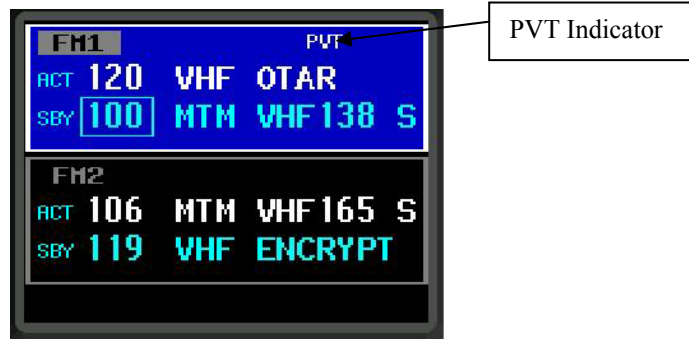 FM1 PVT
ACT 120 VHF OTAR
SBY 100 MTM VHF138 S
FM2
ACT 106 MTM VHF165 S
SBY 119 VHF ENCRYPT
PVT Indicator